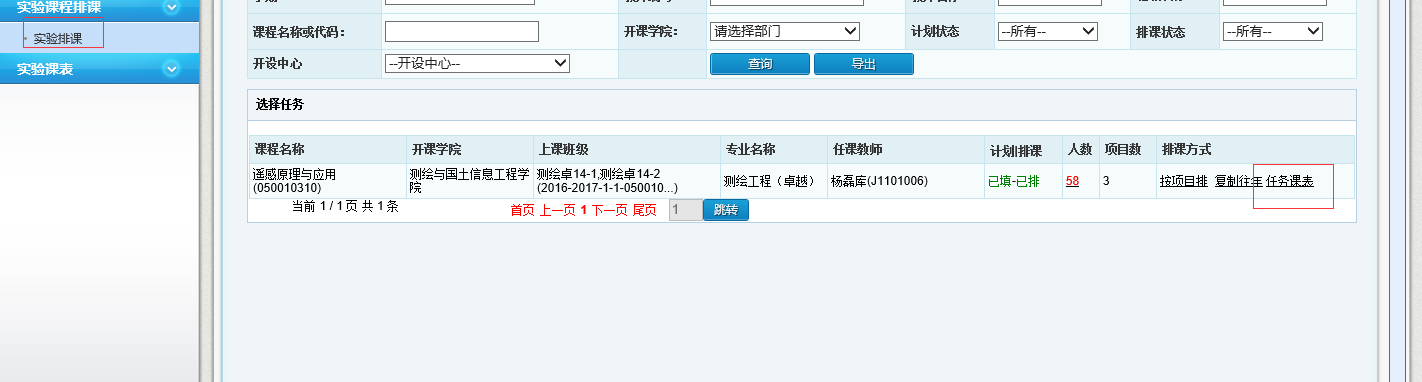 实验课程排课
实验排课
实验课表
课程名称或代码：
开课学院：
请选择部门
计划状态
--所有--
排课状态
--所有--
开设中心
--开设中心--
查询
导出
选择任务
课程名称 开课学院 上课班级 专业名称 任课教师 计划|排课 人数 项目数 排课方式
遥感原理与应用
(050010310)
测绘与国土信息工程学
院
测绘卓14-1,测绘卓14-2
(2016-2017-1-1-050010...)
测绘工程（卓越）
杨磊库(J1101006)
已填-已排
58
3
按项目排 复制往年 任务课表
当前 1 / 1 页 共 1 条
首页 上一页 1 下一页 尾页
1
跳转